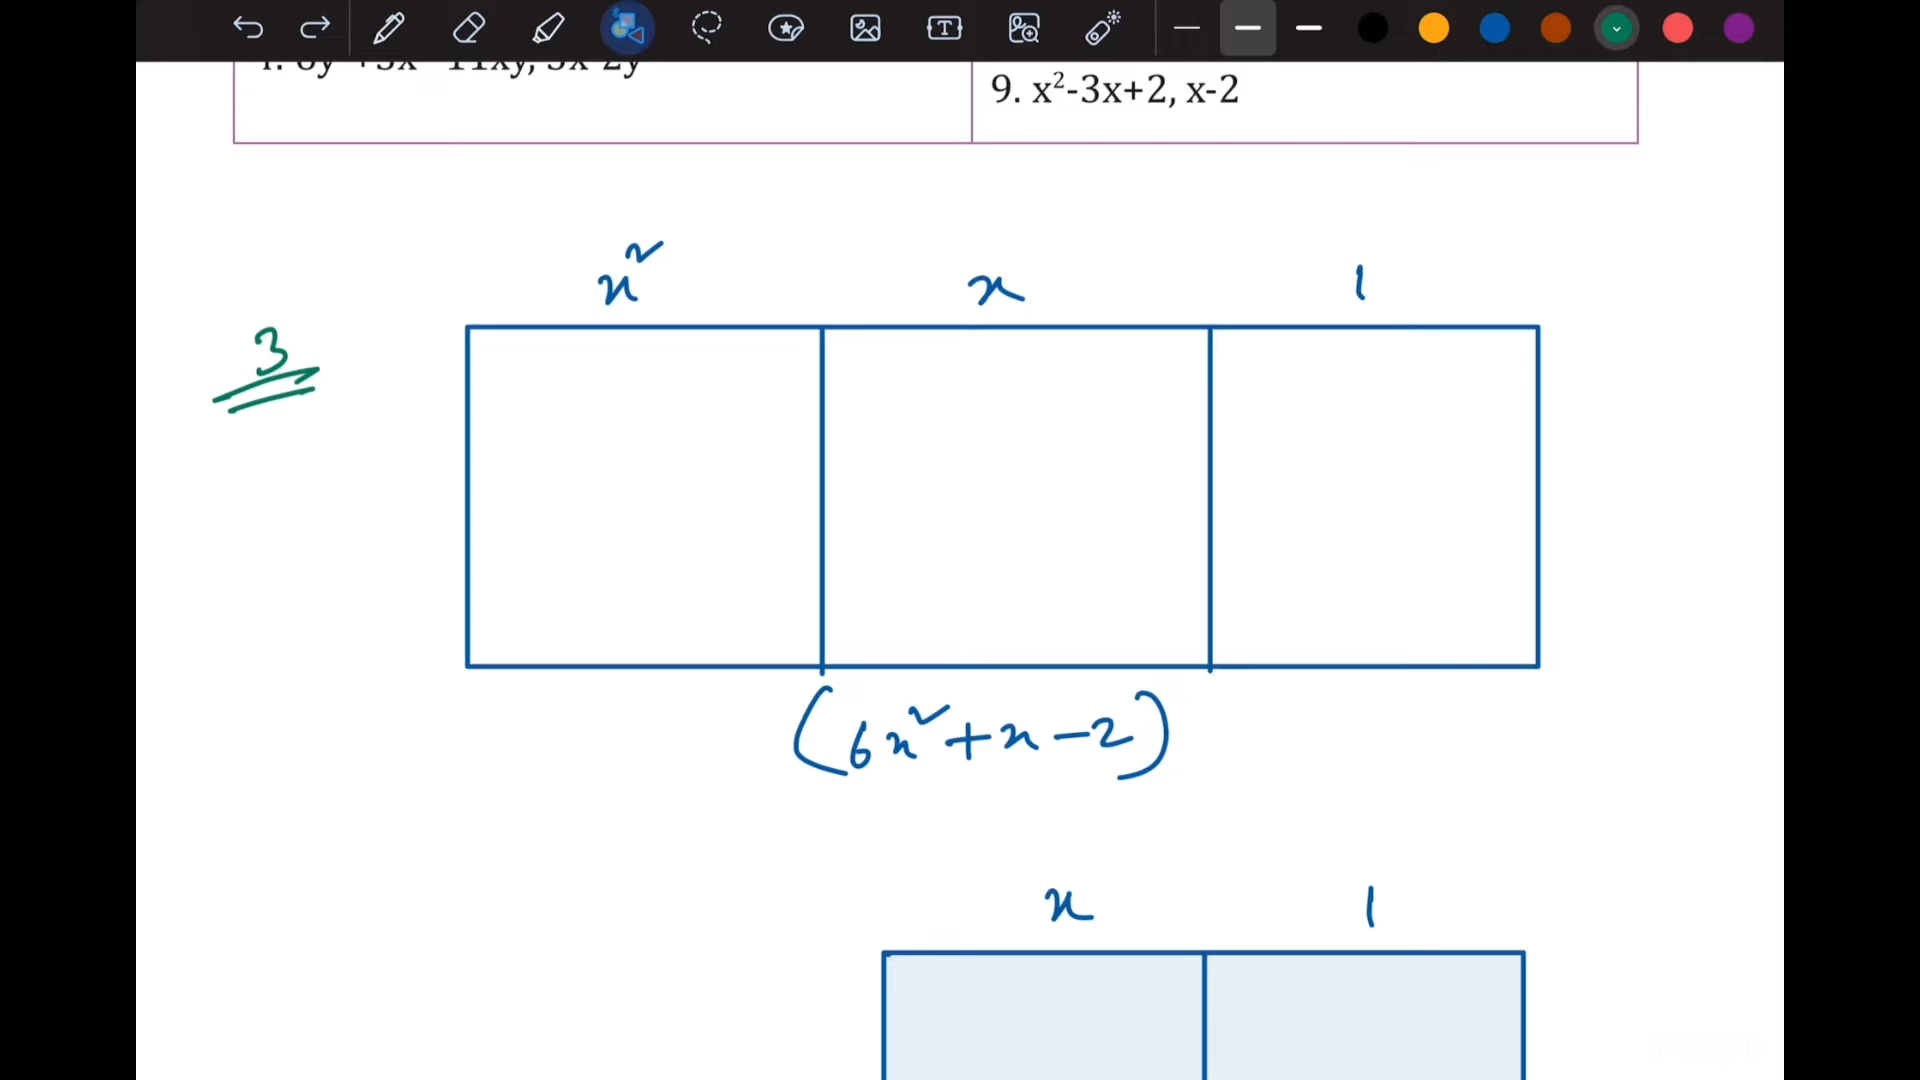 9. x²-3x+2, x-2
x² x 1
3
(6x²+x-2)
x 1